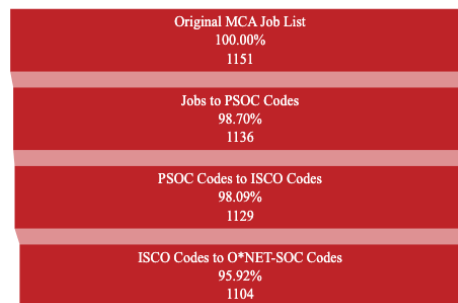 Original MCA Job List
100.00%
1151
Jobs to PSOC Codes
98.70%
1136
PSOC Codes to ISCO Codes
98.09%
1129
ISCO Codes to O*NET-SOC Codes
95.92%
1104